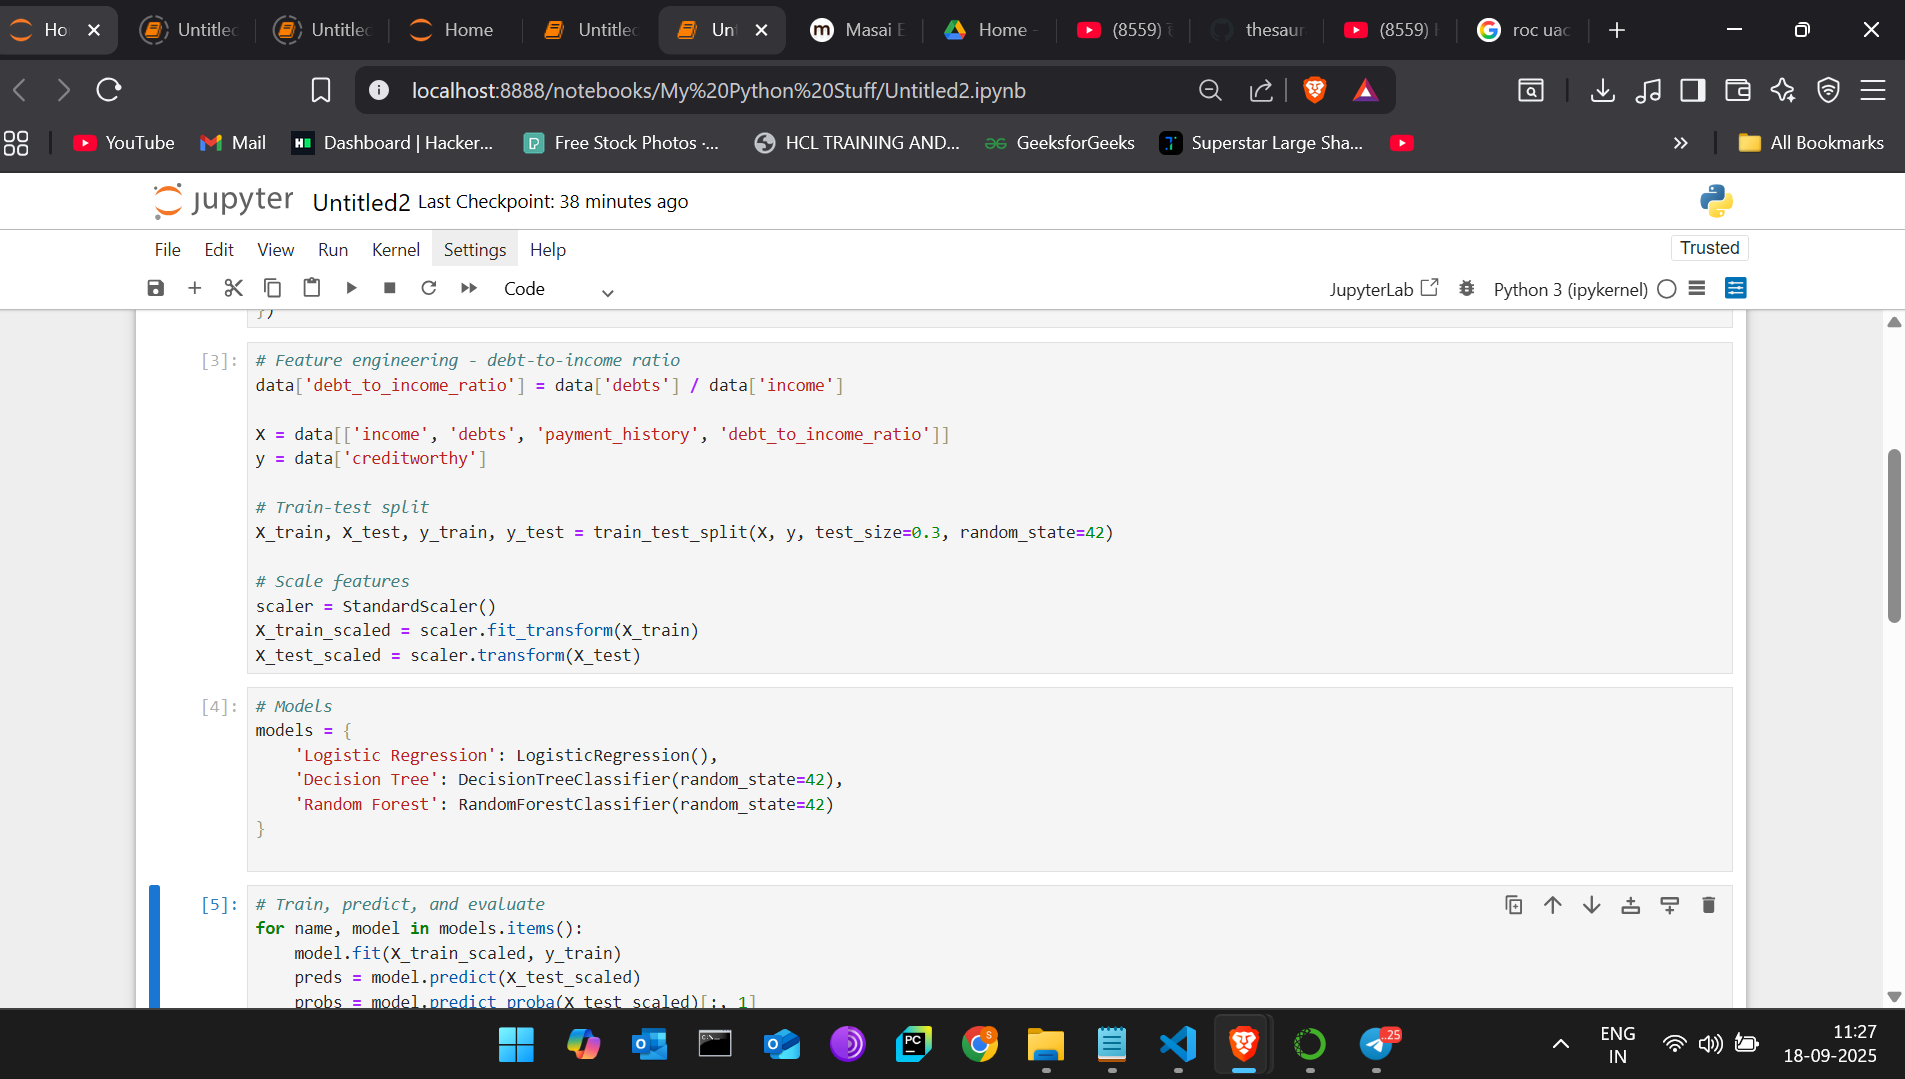 Ho
Untitled
Untitled
Home
Untitled
Unt
Masai E
Home -
(8559)
thesaur
(8559)
roc uac
localhost:8888/notebooks/My%20Python%20Stuff/Untitled2.ipynb
YouTube
Mail
Dashboard | Hacker...
Free Stock Photos ·...
HCL TRAINING AND...
GeeksforGeeks
Superstar Large Sha...
All Bookmarks
jupyter Untitled2 Last Checkpoint: 38 minutes ago
File Edit View Run Kernel Settings Help
Trusted
Code
JupyterLab
Python 3 (ipykernel)
})
[3]:
# Feature engineering - debt-to-income ratio
data['debt_to_income_ratio'] = data['debts'] / data['income']
X = data[['income', 'debts', 'payment_history', 'debt_to_income_ratio']]
y = data['creditworthy']
# Train-test split
X_train, X_test, y_train, y_test = train_test_split(X, y, test_size=0.3, random_state=42)
# Scale features
scaler = StandardScaler()
X_train_scaled = scaler.fit_transform(X_train)
X_test_scaled = scaler.transform(X_test)
[4]:
# Models
models = {
    'Logistic Regression': LogisticRegression(),
    'Decision Tree': DecisionTreeClassifier(random_state=42),
    'Random Forest': RandomForestClassifier(random_state=42)
}
[5]:
# Train, predict, and evaluate
for name, model in models.items():
    model.fit(X_train_scaled, y_train)
    preds = model.predict(X_test_scaled)
    probs = model.predict_proba(X_test_scaled)[:, 1]
PC
S
..25
ENG
IN
11:27
18-09-2025